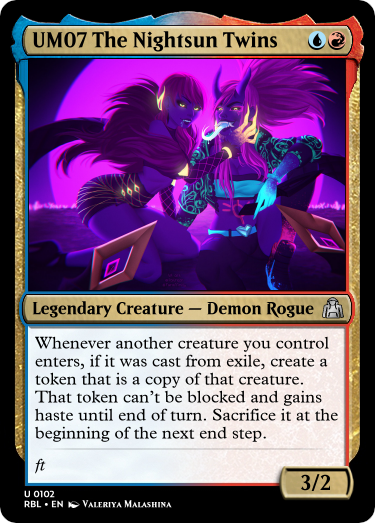 UM07 The Nightsun Twins
Legendary Creature — Demon Rogue
Whenever another creature you control
enters, if it was cast from exile, create a
token that is a copy of that creature.
That token can't be blocked and gains
haste until end of turn. Sacrifice it at the
beginning of the next end step.
ft
3/2
U 0102
RBL • EN Valeriya Malashina